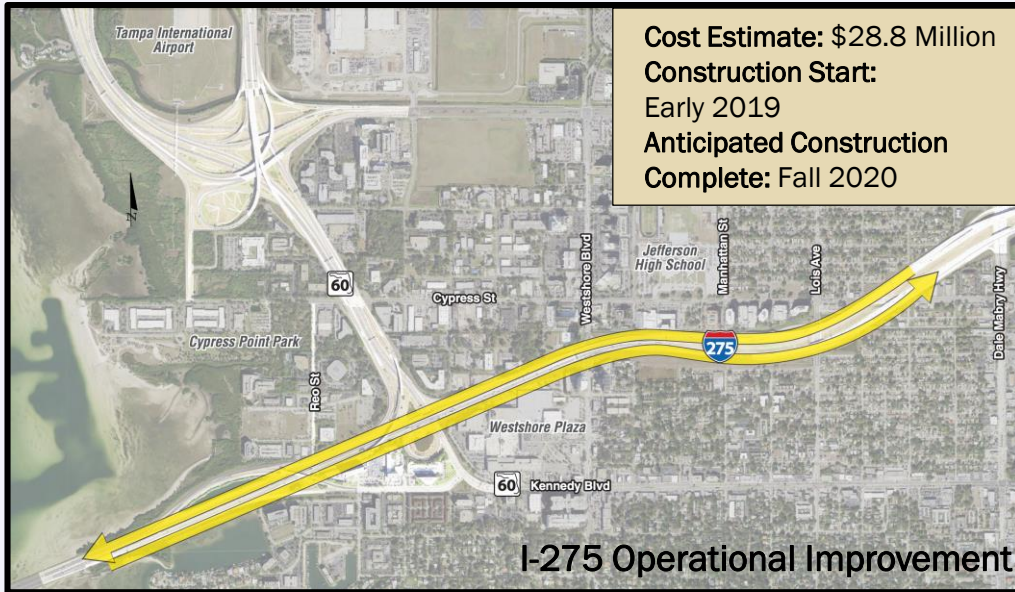 Tampa International
Airport
Cost Estimate: $28.8 Million
Construction Start:
Early 2019
Anticipated Construction
Complete: Fall 2020
N
60
Cypress St
Westshore Blvd
Jefferson
High School
Manhattan St
Lois Ave
Dale Mabry Hwy
275
Cypress Point Park
Reo St
Westshore Plaza
60
Kennedy Blvd
I-275 Operational Improvement